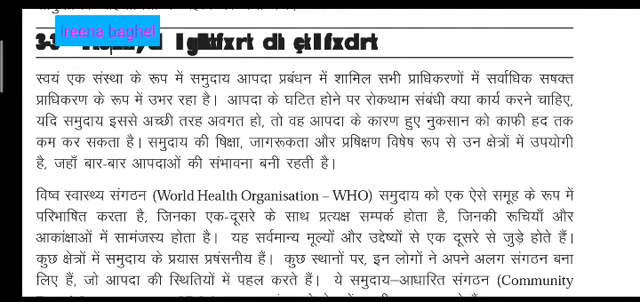 ireena baghel
3-3
स्वयं एक संस्था के रूप में समुदाय आपदा प्रबंधन में शामिल सभी प्राधिकरणों में सर्वाधिक सषक्त
प्राधिकरण के रूप में उभर रहा है। आपदा के घटित होने पर रोकथाम संबंधी क्या कार्य करने चाहिए,
यदि समुदाय इससे अच्छी तरह अवगत हो, तो वह आपदा के कारण हुए नुकसान को काफी हद तक
कम कर सकता है। समुदाय की षिक्षा, जागरूकता और प्रषिक्षण विषेष रूप से उन क्षेत्रों में उपयोगी
है, जहाँ बार-बार आपदाओं की संभावना बनी रहती है।
विष्व स्वास्थ्य संगठन (World Health Organisation – WHO) समुदाय को एक ऐसे समूह के रूप में
परिभाषित करता है, जिनका एक-दूसरे के साथ प्रत्यक्ष सम्पर्क होता है, जिनकी रूचियाँ और
आकांक्षाओं में सामंजस्य होता है। यह सर्वमान्य मूल्यों और उद्देष्यों से एक दूसरे से जुड़े होते हैं।
कुछ क्षेत्रों में समुदाय के प्रयास प्रषंसनीय हैं। कुछ स्थानों पर, इन लोगों ने अपने अलग संगठन बना
लिए हैं, जो आपदा की स्थितियों में पहल करते हैं। ये समुदाय–आधारित संगठन (Community